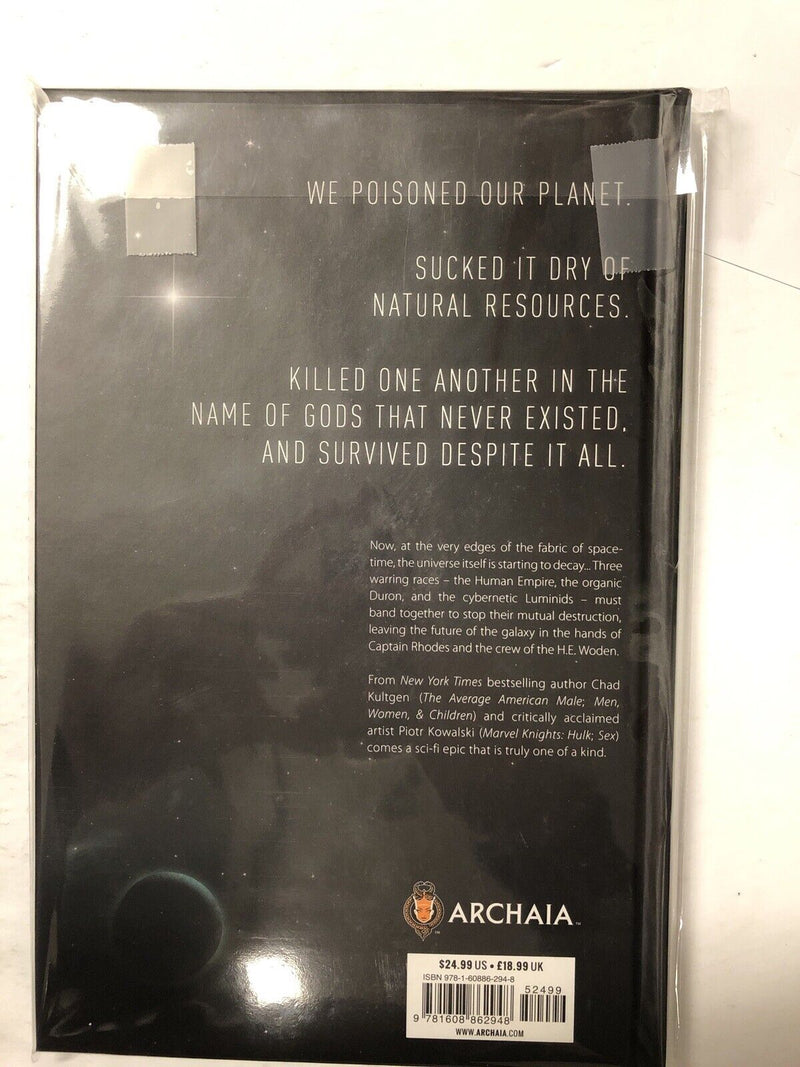 WE POISONED OUR PLANET.
SUCKED IT DRY OF
NATURAL RESOURCES.
KILLED ONE ANOTHER IN THE
NAME OF GODS THAT NEVER EXISTED,
AND SURVIVED DESPITE IT ALL.
Now, at the very edges of the fabric of space-
time, the universe itself is starting to decay... Three
warring races – the Human Empire, the organic
Duron, and the cybernetic Luminids – must
band together to stop their mutual destruction,
leaving the future of the galaxy in the hands of
Captain Rhodes and the crew of the H.E. Woden.
From New York Times bestselling author Chad
Kultgen (The Average American Male; Men,
Women, & Children) and critically acclaimed
artist Piotr Kowalski (Marvel Knights: Hulk; Sex)
comes a sci-fi epic that is truly one of a kind.
ARCHAIA™
$24.99 US • £18.99 UK
ISBN 978-1-60886-294-8
52499
9 781608 862948
WWW.ARCHAIA.COM